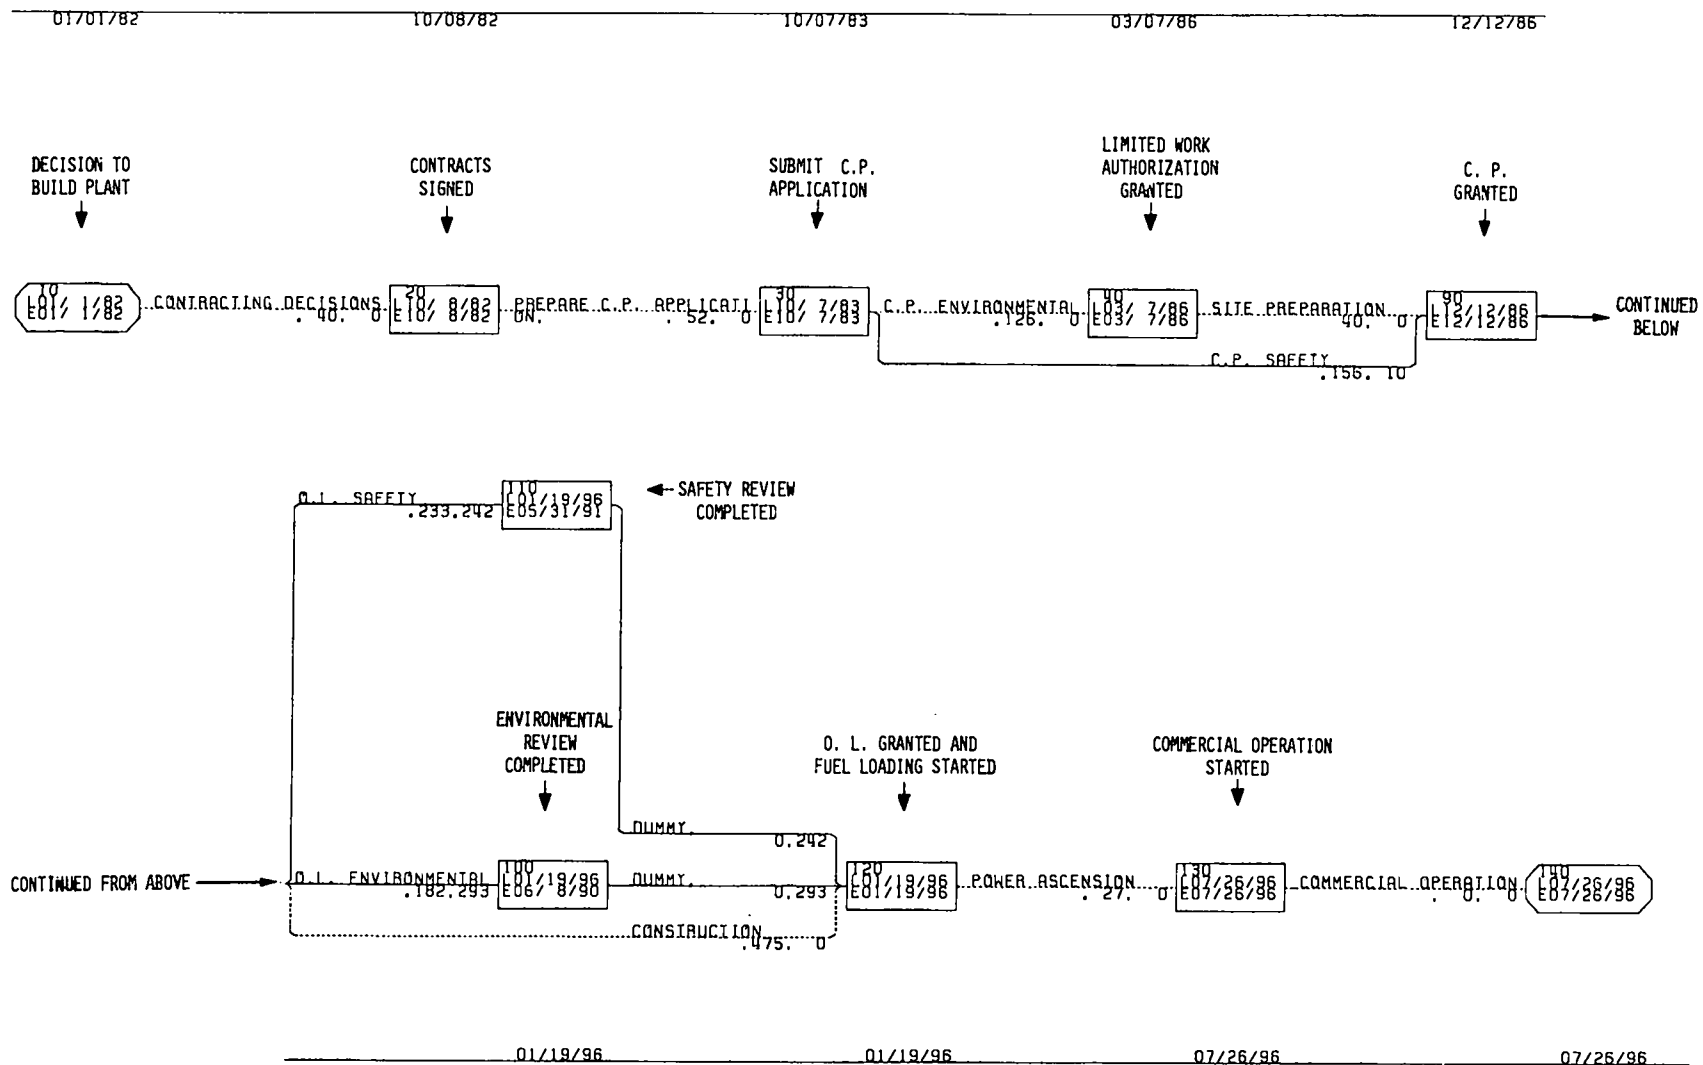 01/01/82 10/08/82 10/07/83 03/07/86 12/12/86
DECISION TO
BUILD PLANT
CONTRACTS
SIGNED
SUBMIT C.P.
APPLICATION
LIMITED WORK
AUTHORIZATION
GRANTED
C. P.
GRANTED
10
L01/ 1/82
E01/ 1/82
CONTRACTING DECISIONS
. 40. 0
20
L10/ 8/82
E10/ 8/82
PREPARE C.P. APPLICATI
ON. . 52. 0
30
L10/ 7/83
E10/ 7/83
C.P. ENVIRONMENTAL
.126. 0
40
L03/ 7/86
E03/ 7/86
SITE PREPARATION
40. 0
90
L12/12/86
E12/12/86
CONTINUED
BELOW
C.P. SAFETY
.156. 10
O.L. SAFETY
.233.242
110
L01/19/96
E05/31/91
SAFETY REVIEW
COMPLETED
ENVIRONMENTAL
REVIEW
COMPLETED
O. L. GRANTED AND
FUEL LOADING STARTED
COMMERCIAL OPERATION
STARTED
DUMMY
0.242
CONTINUED FROM ABOVE
O.L. ENVIRONMENTAL
.182.293
100
L01/19/96
E06/ 8/90
DUMMY
0.293
120
L01/19/96
E01/19/96
POWER ASCENSION
. 27. 0
130
L07/26/96
E07/26/96
COMMERCIAL OPERATION
. 0. 0
140
L07/26/96
E07/26/96
CONSTRUCTION
.475. 0
01/19/96 01/19/96 07/26/96 07/26/96